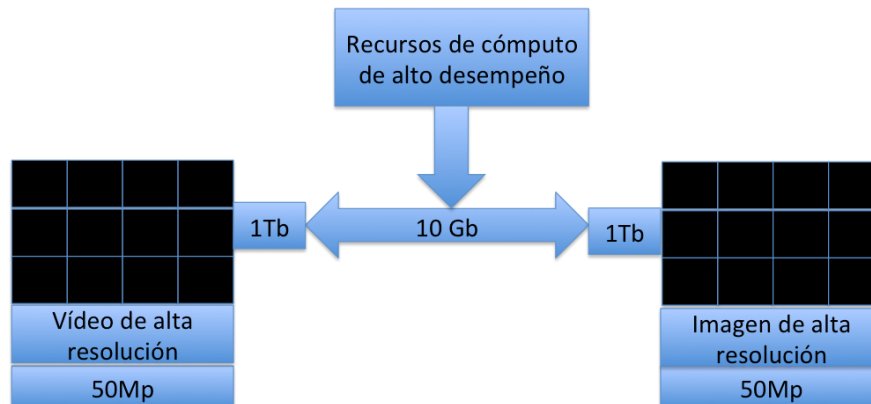 Recursos de cómputo
de alto desempeño
1Tb
10 Gb
1Tb
Vídeo de alta
resolución
50Mp
Imagen de alta
resolución
50Mp